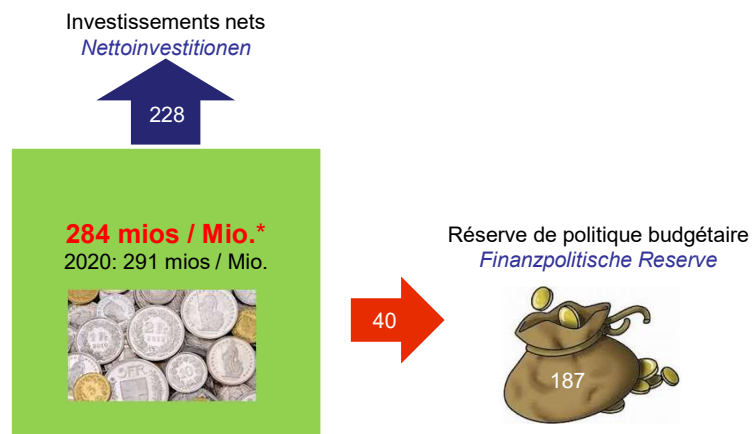 Investissements nets
Nettoinvestitionen
228
284 mios / Mio.*
2020: 291 mios / Mio.
Réserve de politique budgétaire
Finanzpolitische Reserve
40
187